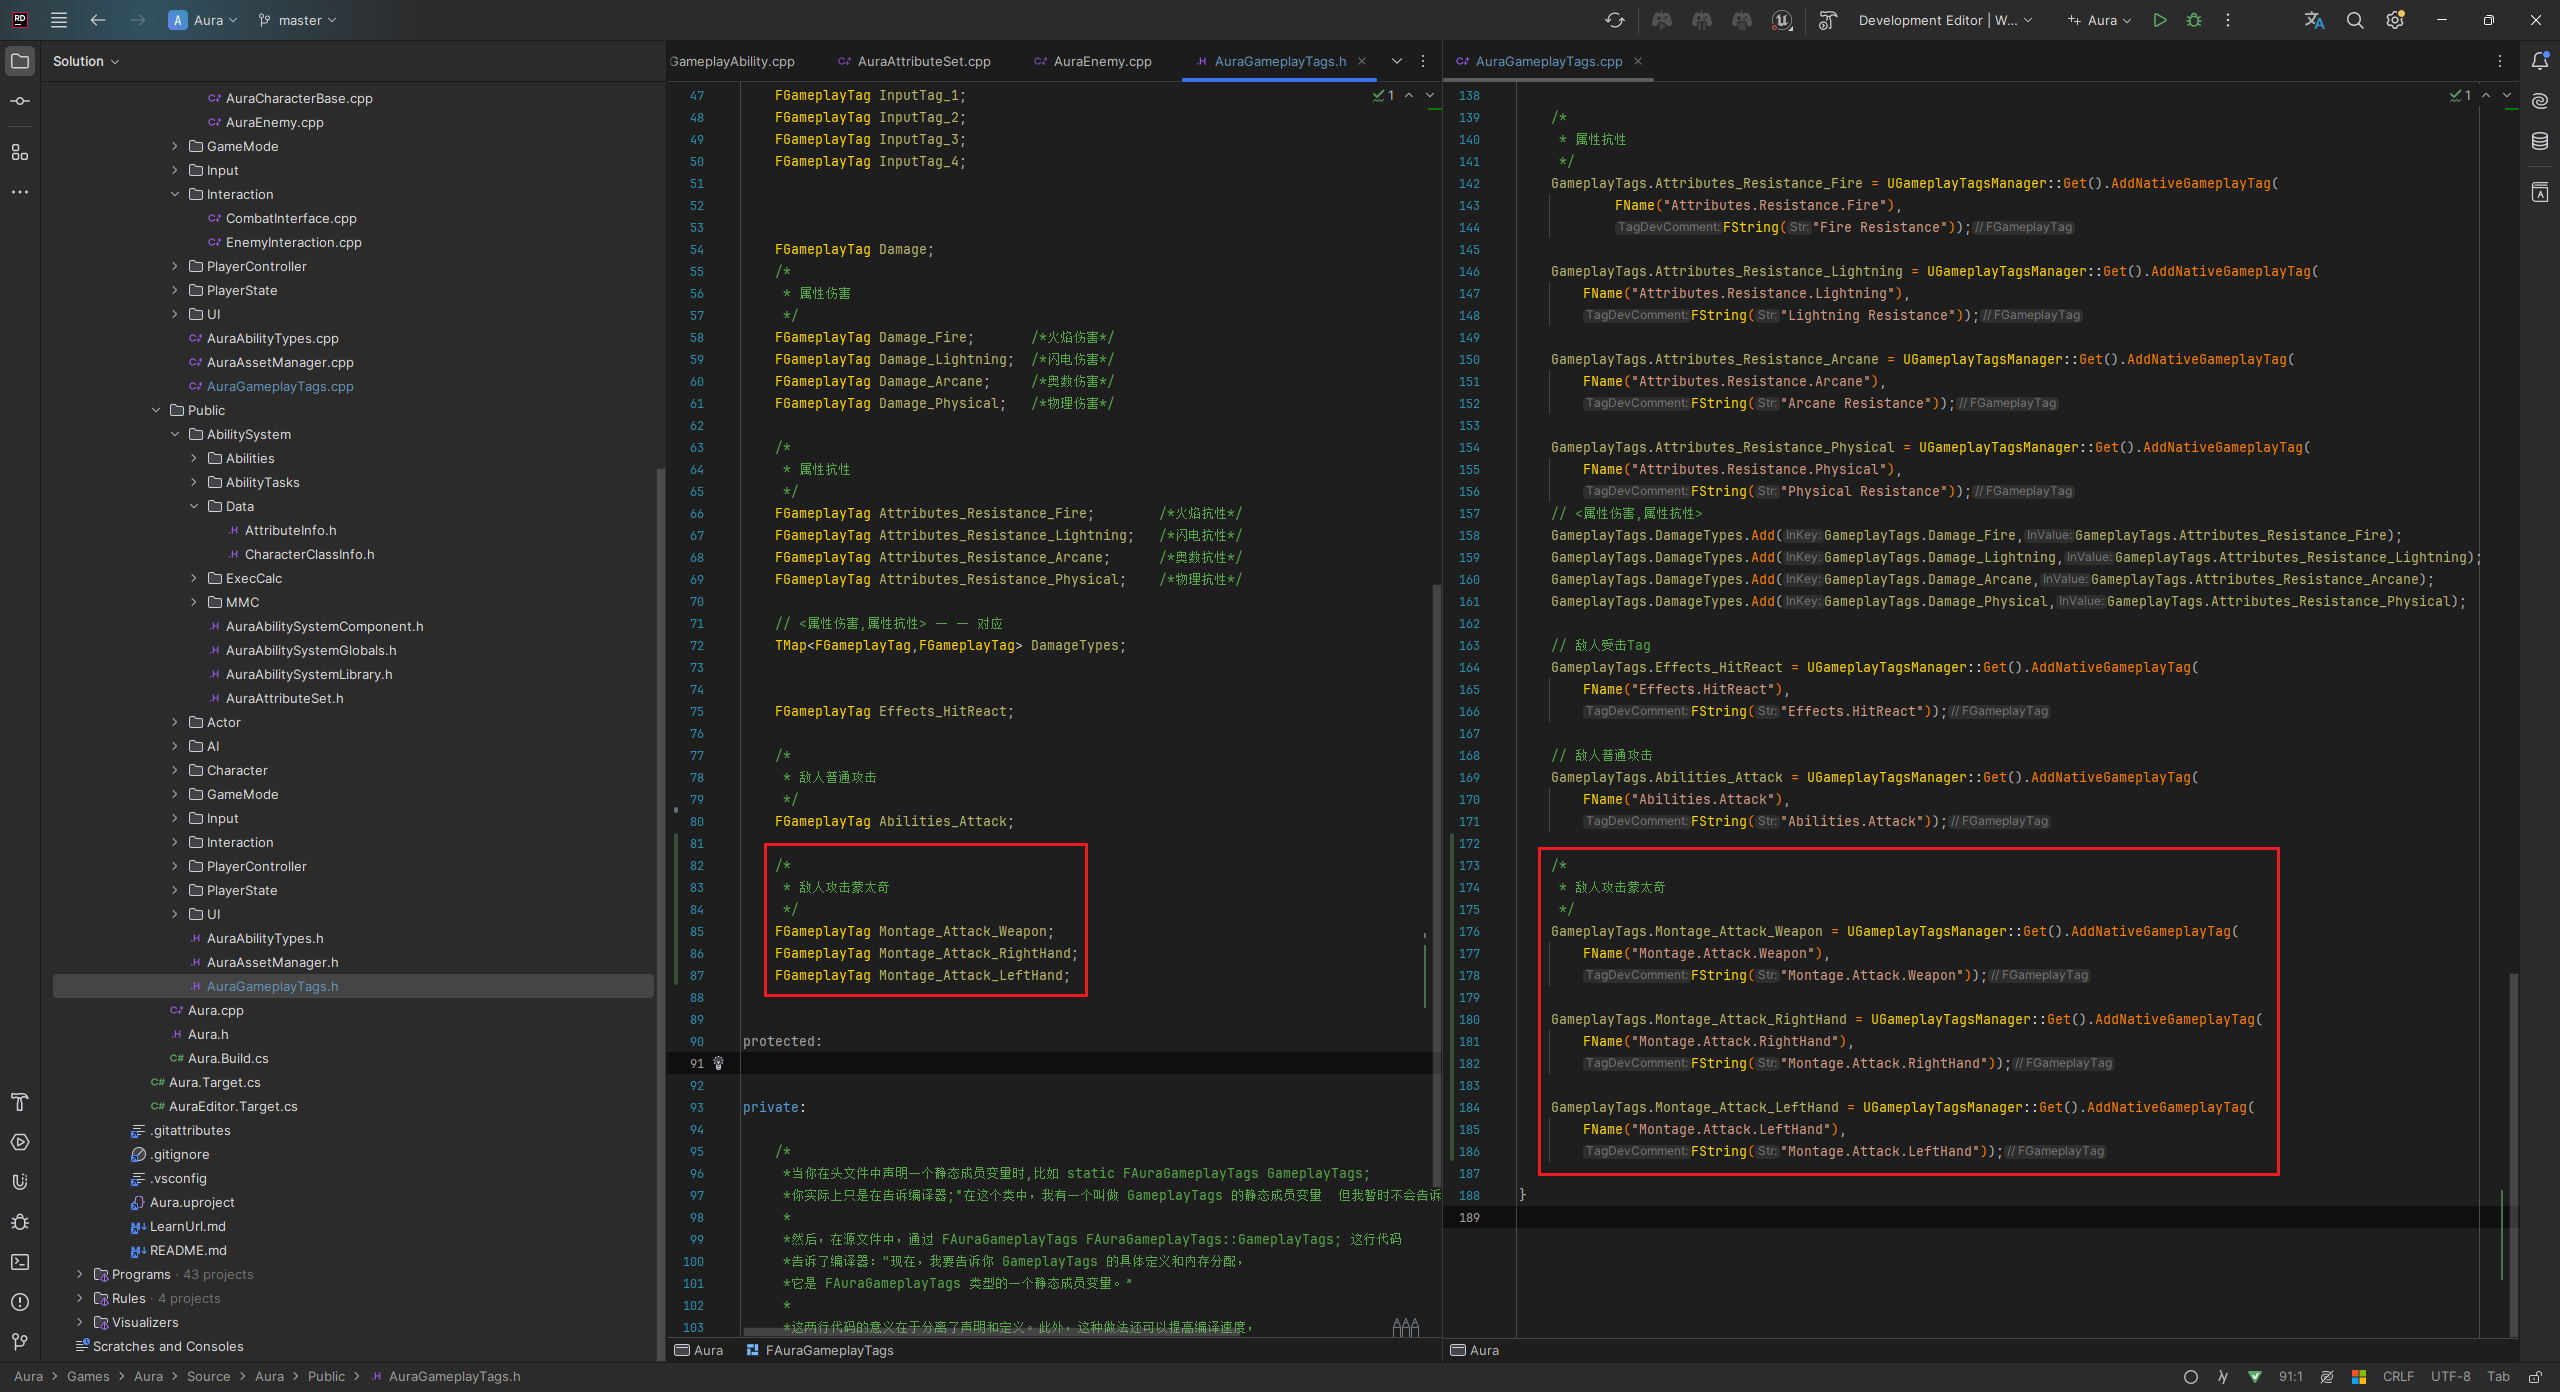 Aura
master
Development Editor | W...
Aura
Solution
AuraCharacterBase.cpp
AuraEnemy.cpp
GameMode
Input
Interaction
CombatInterface.cpp
EnemyInteraction.cpp
PlayerController
PlayerState
UI
AuraAbilityTypes.cpp
AuraAssetManager.cpp
AuraGameplayTags.cpp
Public
AbilitySystem
Abilities
AbilityTasks
Data
AttributeInfo.h
CharacterClassInfo.h
ExecCalc
MMC
AuraAbilitySystemComponent.h
AuraAbilitySystemGlobals.h
AuraAbilitySystemLibrary.h
AuraAttributeSet.h
Actor
AI
Character
GameMode
Input
Interaction
PlayerController
PlayerState
UI
AuraAbilityTypes.h
AuraAssetManager.h
AuraGameplayTags.h
Aura.cpp
Aura.h
Aura.Build.cs
Aura.Target.cs
AuraEditor.Target.cs
.gitattributes
.gitignore
.vsconfig
Aura.uproject
LearnUrl.md
README.md
Programs · 43 projects
Rules · 4 projects
Visualizers
Scratches and Consoles
GameplayAbility.cpp
AuraAttributeSet.cpp
AuraEnemy.cpp
AuraGameplayTags.h
1
47 FGameplayTag InputTag_1;
48 FGameplayTag InputTag_2;
49 FGameplayTag InputTag_3;
50 FGameplayTag InputTag_4;
51
52
53
54 FGameplayTag Damage;
55 /*
56 * 属性伤害
57 */
58 FGameplayTag Damage_Fire; /*火焰伤害*/
59 FGameplayTag Damage_Lightning; /*闪电伤害*/
60 FGameplayTag Damage_Arcane; /*奥数伤害*/
61 FGameplayTag Damage_Physical; /*物理伤害*/
62
63 /*
64 * 属性抗性
65 */
66 FGameplayTag Attributes_Resistance_Fire; /*火焰抗性*/
67 FGameplayTag Attributes_Resistance_Lightning; /*闪电抗性*/
68 FGameplayTag Attributes_Resistance_Arcane; /*奥数抗性*/
69 FGameplayTag Attributes_Resistance_Physical; /*物理抗性*/
70
71 // <属性伤害,属性抗性> 一 一 对应
72 TMap<FGameplayTag,FGameplayTag> DamageTypes;
73
74
75 FGameplayTag Effects_HitReact;
76
77 /*
78 * 敌人普通攻击
79 */
80 FGameplayTag Abilities_Attack;
81
82 /*
83 * 敌人攻击蒙太奇
84 */
85 FGameplayTag Montage_Attack_Weapon;
86 FGameplayTag Montage_Attack_RightHand;
87 FGameplayTag Montage_Attack_LeftHand;
88
89
90 protected:
91
92
93 private:
94
95 /*
96 *当你在头文件中声明一个静态成员变量时,比如 static FAuraGameplayTags GameplayTags;
97 *你实际上只是在告诉编译器;"在这个类中，我有一个叫做 GameplayTags 的静态成员变量 但我暂时不会告诉
98 *
99 *然后，在源文件中，通过 FAuraGameplayTags FAuraGameplayTags::GameplayTags; 这行代码
100 *告诉了编译器：“现在，我要告诉你 GameplayTags 的具体定义和内存分配，
101 *它是 FAuraGameplayTags 类型的一个静态成员变量。”
102 *
103 *这两行代码的意义在于分离了声明和定义。此外，这种做法还可以提高编译速度，
Aura FAuraGameplayTags
AuraGameplayTags.cpp
1
138
139 /*
140 * 属性抗性
141 */
142 GameplayTags.Attributes_Resistance_Fire = UGameplayTagsManager::Get().AddNativeGameplayTag(
143 FName("Attributes.Resistance.Fire"),
144 TagDevComment: FString( Str: "Fire Resistance")); // FGameplayTag
145
146 GameplayTags.Attributes_Resistance_Lightning = UGameplayTagsManager::Get().AddNativeGameplayTag(
147 FName("Attributes.Resistance.Lightning"),
148 TagDevComment: FString( Str: "Lightning Resistance")); // FGameplayTag
149
150 GameplayTags.Attributes_Resistance_Arcane = UGameplayTagsManager::Get().AddNativeGameplayTag(
151 FName("Attributes.Resistance.Arcane"),
152 TagDevComment: FString( Str: "Arcane Resistance")); // FGameplayTag
153
154 GameplayTags.Attributes_Resistance_Physical = UGameplayTagsManager::Get().AddNativeGameplayTag(
155 FName("Attributes.Resistance.Physical"),
156 TagDevComment: FString( Str: "Physical Resistance")); // FGameplayTag
157 // <属性伤害,属性抗性>
158 GameplayTags.DamageTypes.Add( InKey: GameplayTags.Damage_Fire, InValue: GameplayTags.Attributes_Resistance_Fire);
159 GameplayTags.DamageTypes.Add( InKey: GameplayTags.Damage_Lightning, InValue: GameplayTags.Attributes_Resistance_Lightning);
160 GameplayTags.DamageTypes.Add( InKey: GameplayTags.Damage_Arcane, InValue: GameplayTags.Attributes_Resistance_Arcane);
161 GameplayTags.DamageTypes.Add( InKey: GameplayTags.Damage_Physical, InValue: GameplayTags.Attributes_Resistance_Physical);
162
163 // 敌人受击Tag
164 GameplayTags.Effects_HitReact = UGameplayTagsManager::Get().AddNativeGameplayTag(
165 FName("Effects.HitReact"),
166 TagDevComment: FString( Str: "Effects.HitReact")); // FGameplayTag
167
168 // 敌人普通攻击
169 GameplayTags.Abilities_Attack = UGameplayTagsManager::Get().AddNativeGameplayTag(
170 FName("Abilities.Attack"),
171 TagDevComment: FString( Str: "Abilities.Attack")); // FGameplayTag
172
173 /*
174 * 敌人攻击蒙太奇
175 */
176 GameplayTags.Montage_Attack_Weapon = UGameplayTagsManager::Get().AddNativeGameplayTag(
177 FName("Montage.Attack.Weapon"),
178 TagDevComment: FString( Str: "Montage.Attack.Weapon")); // FGameplayTag
179
180 GameplayTags.Montage_Attack_RightHand = UGameplayTagsManager::Get().AddNativeGameplayTag(
181 FName("Montage.Attack.RightHand"),
182 TagDevComment: FString( Str: "Montage.Attack.RightHand")); // FGameplayTag
183
184 GameplayTags.Montage_Attack_LeftHand = UGameplayTagsManager::Get().AddNativeGameplayTag(
185 FName("Montage.Attack.LeftHand"),
186 TagDevComment: FString( Str: "Montage.Attack.LeftHand")); // FGameplayTag
187
188 }
189
Aura
Aura > Games > Aura > Source > Aura > Public > AuraGameplayTags.h
91:1 CRLF UTF-8 Tab